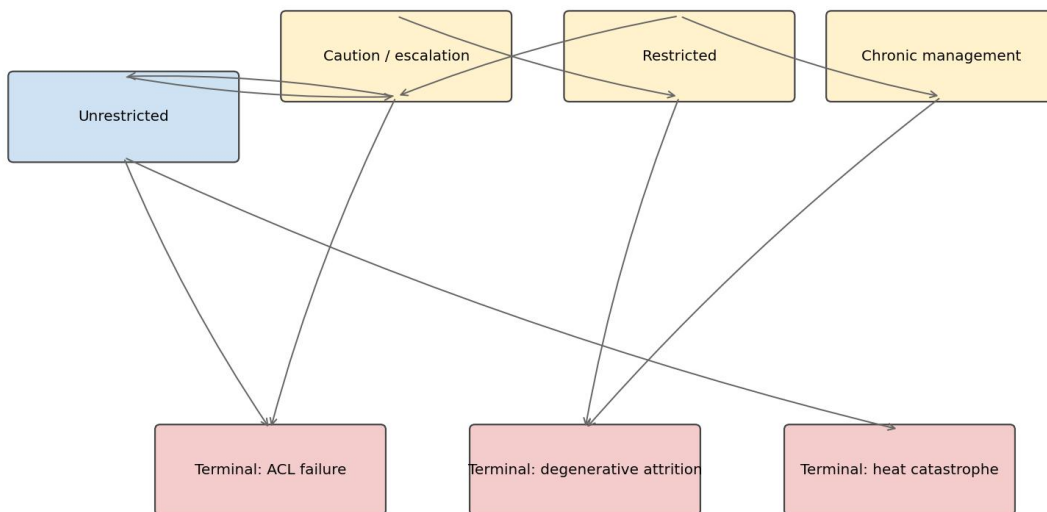 Caution / escalation
Restricted
Chronic management
Unrestricted
Terminal: ACL failure
Terminal: degenerative attrition
Terminal: heat catastrophe